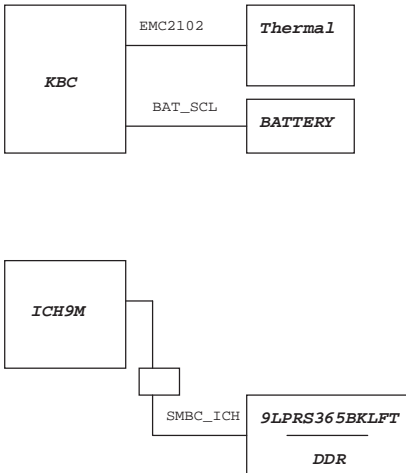 EMC2102
Thermal
KBC
BAT_SCL
BATTERY
ICH9M
SMBC_ICH
9LPRS365BKLFT
DDR